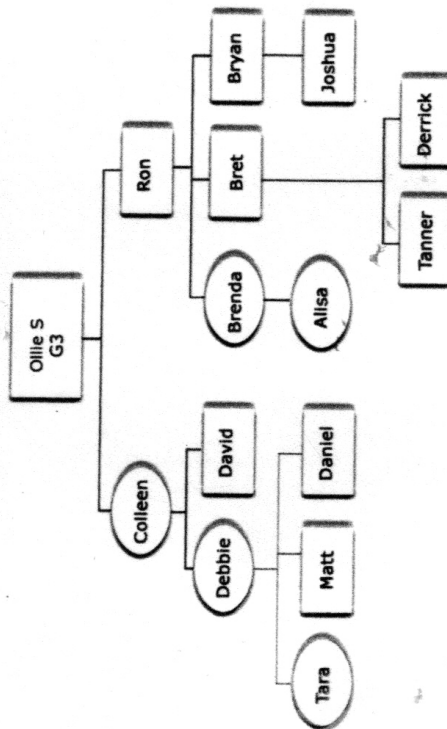 Ollie S
G3
Colleen
Ron
Debbie
David
Brenda
Bret
Bryan
Tara
Matt
Daniel
Alisa
Joshua
Tanner
Derrick